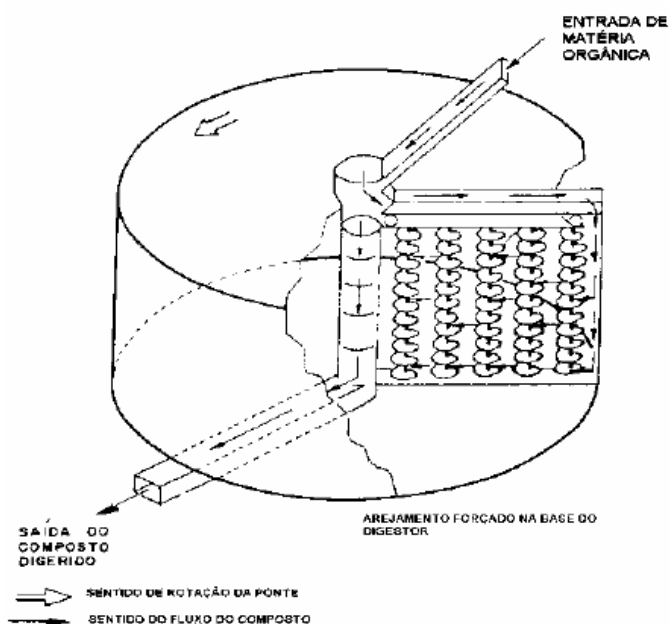 ENTRADA DE
MATÉRIA
ORGÂNICA
AREJAMENTO FORÇADO NA BASE DO
DIGESTOR
SAÍDA DO
COMPOSTO
DIGERIDO
SENTIDO DE ROTAÇÃO DA PONTE
SENTIDO DO FLUXO DO COMPOSTO